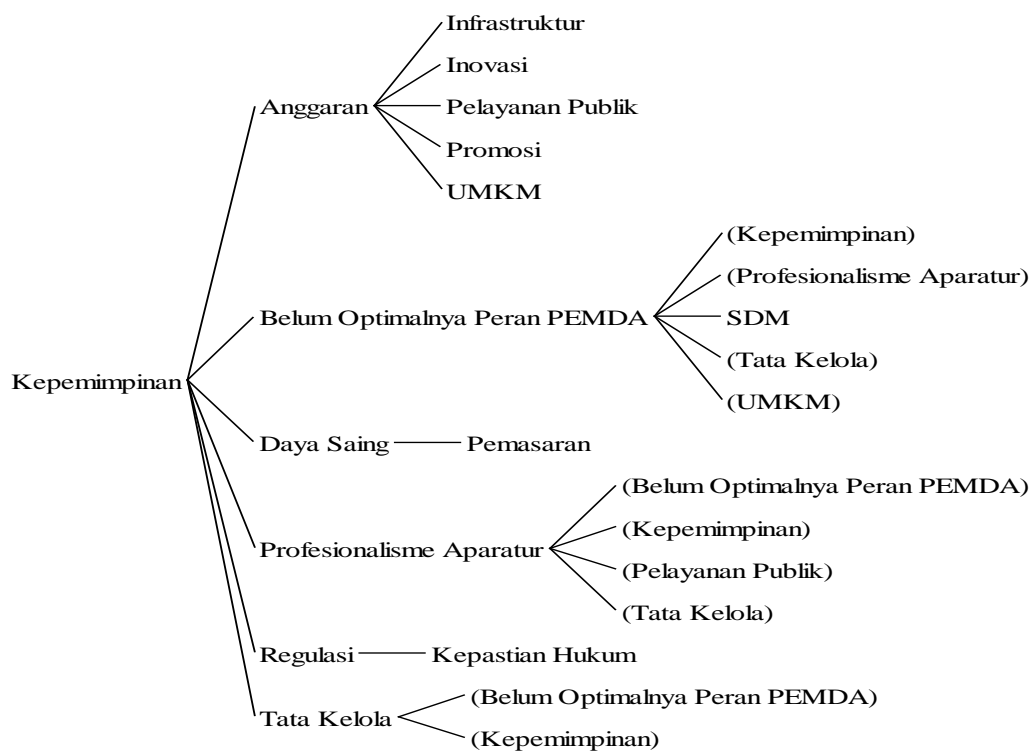 Infrastruktur
Inovasi
Anggaran
Pelayanan Publik
Promosi
UMKM
(Kepemimpinan)
(Profesionalisme Aparatur)
Belum Optimalnya Peran PEMDA
SDM
(Tata Kelola)
(UMKM)
Kepemimpinan
Daya Saing
Pemasaran
(Belum Optimalnya Peran PEMDA)
(Kepemimpinan)
Profesionalisme Aparatur
(Pelayanan Publik)
(Tata Kelola)
Regulasi
Kepastian Hukum
(Belum Optimalnya Peran PEMDA)
Tata Kelola
(Kepemimpinan)